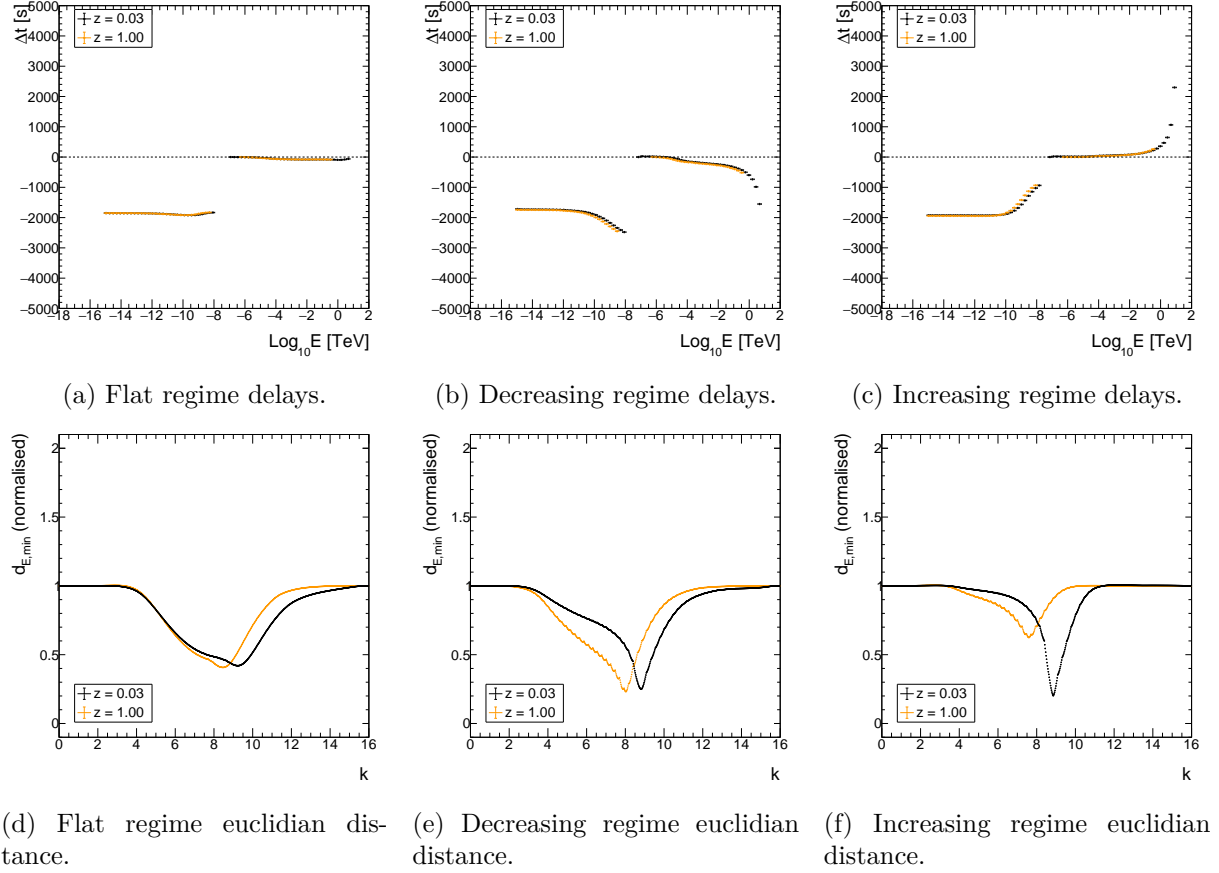 Δt [s]
z = 0.03
z = 1.00
5000
4000
3000
2000
1000
0
−1000
−2000
−3000
−4000
−5000
−18 −16 −14 −12 −10 −8 −6 −4 −2 0 2
Log10E [TeV]
(a) Flat regime delays.
Δt [s]
z = 0.03
z = 1.00
5000
4000
3000
2000
1000
0
−1000
−2000
−3000
−4000
−5000
−18 −16 −14 −12 −10 −8 −6 −4 −2 0 2
Log10E [TeV]
(b) Decreasing regime delays.
Δt [s]
z = 0.03
z = 1.00
5000
4000
3000
2000
1000
0
−1000
−2000
−3000
−4000
−5000
−18 −16 −14 −12 −10 −8 −6 −4 −2 0 2
Log10E [TeV]
(c) Increasing regime delays.
dE,min (normalised)
2
1.5
1
0.5
0
z = 0.03
z = 1.00
0 2 4 6 8 10 12 14 16
k
(d) Flat regime euclidian dis-
tance.
dE,min (normalised)
2
1.5
1
0.5
0
z = 0.03
z = 1.00
0 2 4 6 8 10 12 14 16
k
(e) Decreasing regime euclidian
distance.
dE,min (normalised)
2
1.5
1
0.5
0
z = 0.03
z = 1.00
0 2 4 6 8 10 12 14 16
k
(f) Increasing regime euclidian
distance.